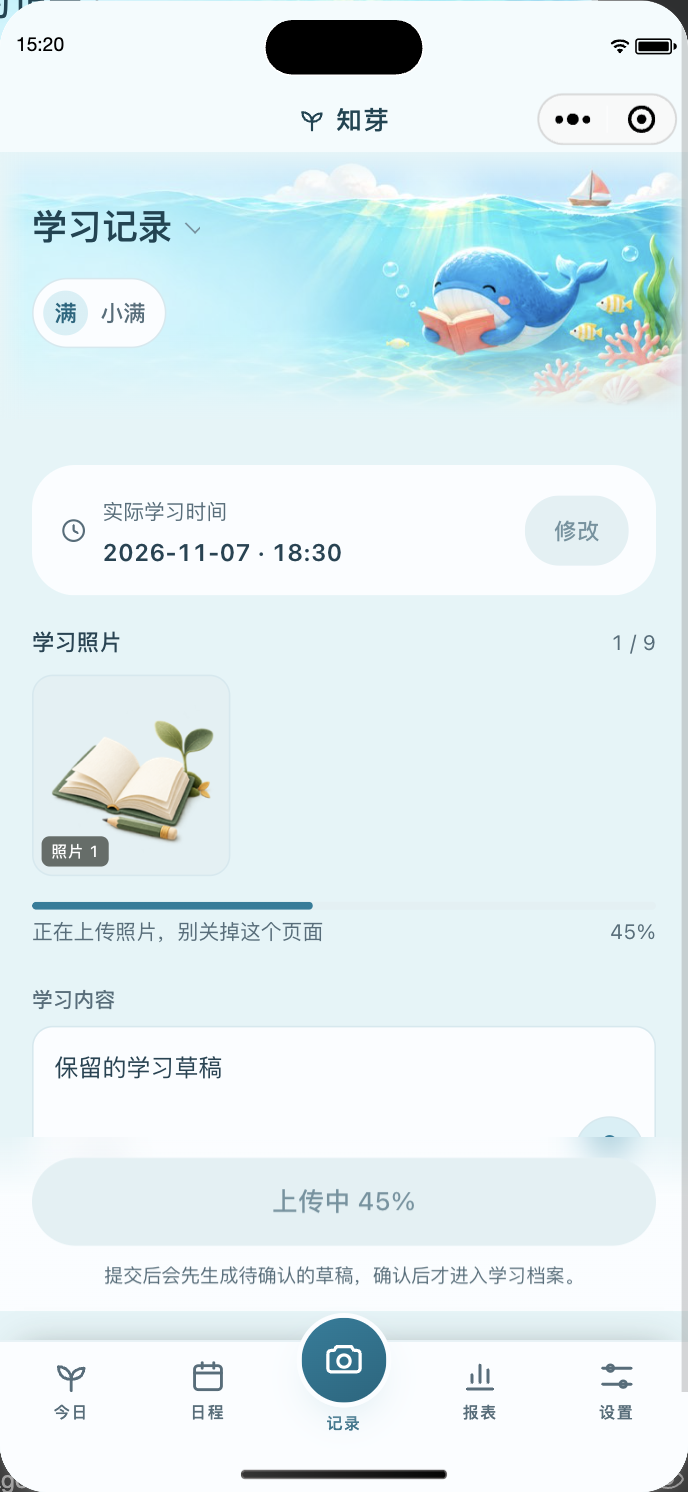 15:20
知芽
学习记录
满 小满
实际学习时间
2026-11-07 · 18:30
修改
学习照片
1 / 9
照片 1
正在上传照片，别关掉这个页面
45%
学习内容
保留的学习草稿
上传中 45%
提交后会先生成待确认的草稿，确认后才进入学习档案。
今日
日程
记录
报表
设置